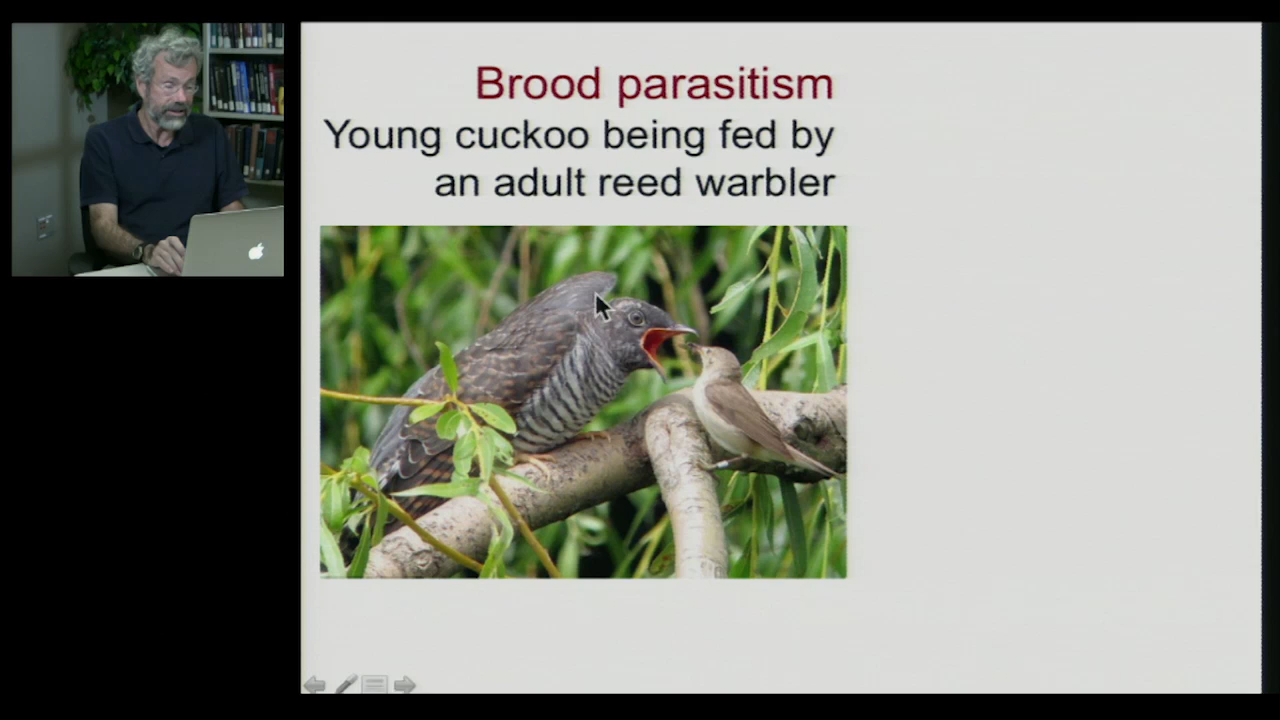 Brood parasitism
Young cuckoo being fed by
an adult reed warbler